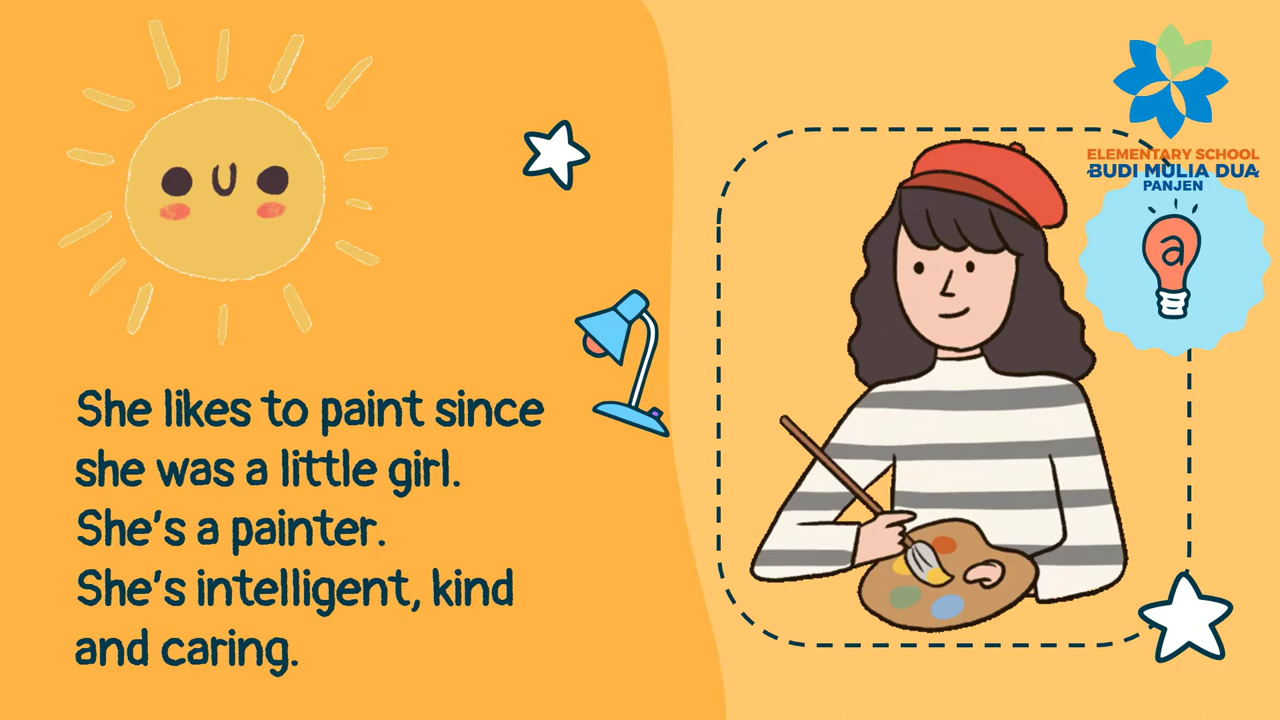 She likes to paint since
she was a little girl.
She's a painter.
She's intelligent, kind
and caring.
ELEMENTARY SCHOOL
BUDI MULIA DUA
PANJEN
a